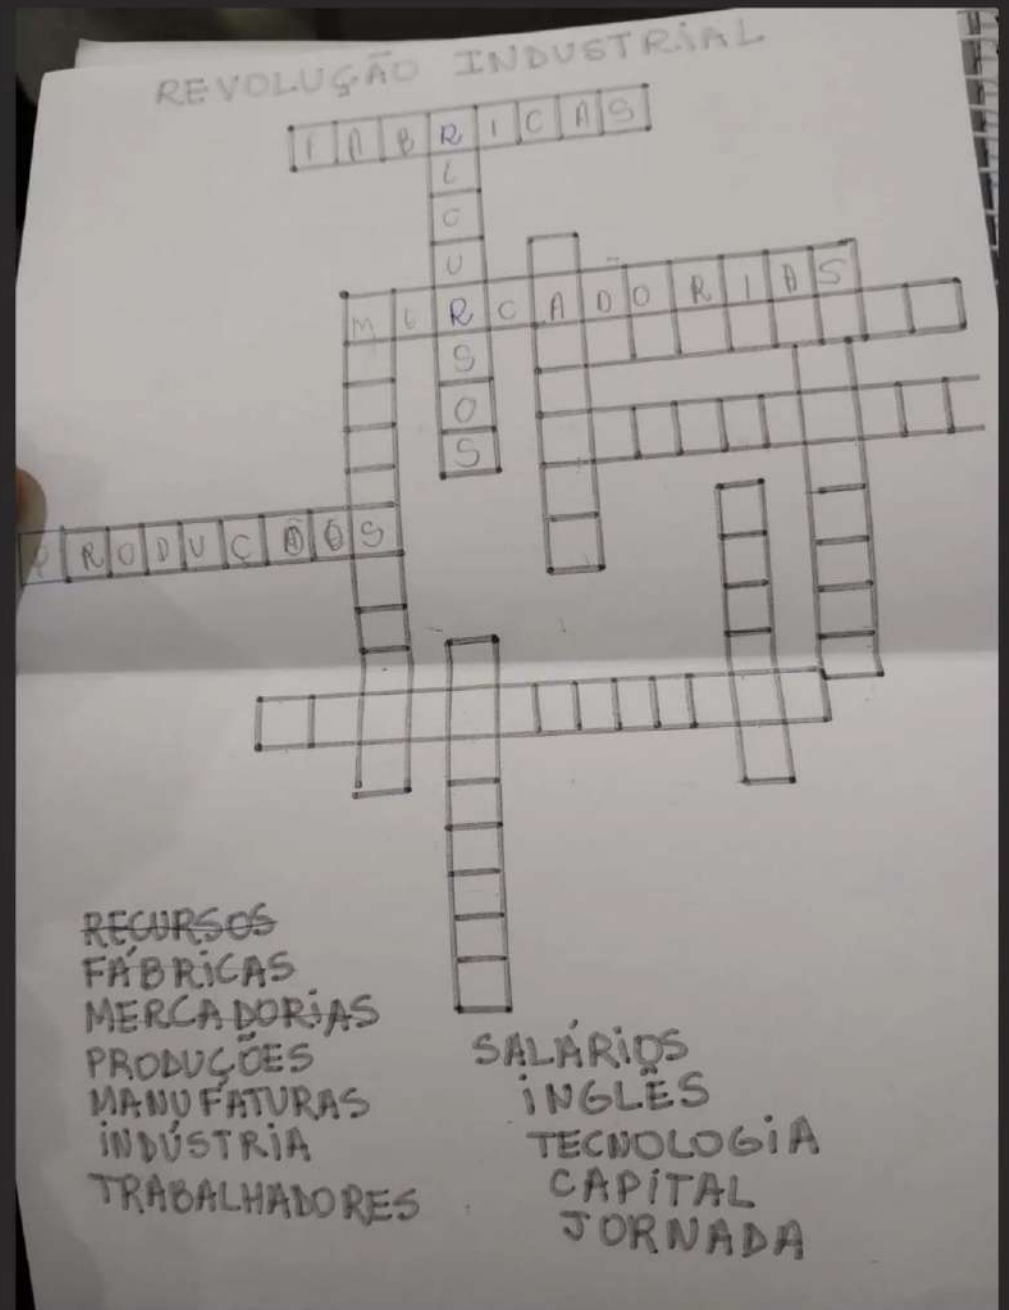 REVOLUÇÃO INDUSTRIAL
FABRICAS
RECURSOS
MERCADORIAS
PRODUÇÕES
RECURSOS
FÁBRiCAS
MERCADORiAS
PRODUÇÕES
MANUFATURAS
iNDÚSTRiA
TRABALHADORES
SALÁRiOS
iNGLÊS
TECNOLOGiA
CAPiTAL
JORNADA